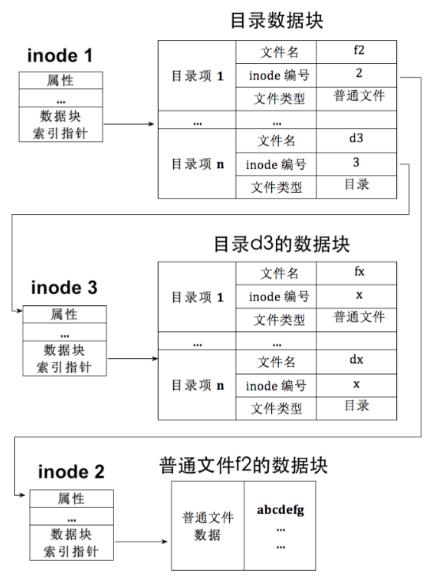 目录数据块
inode 1
属性
...
数据块
索引指针
目录项 1
文件名
f2
inode 编号
2
文件类型
普通文件
...
...
目录项 n
文件名
d3
inode 编号
3
文件类型
目录
目录d3的数据块
inode 3
属性
...
数据块
索引指针
目录项 1
文件名
fx
inode 编号
x
文件类型
普通文件
...
...
目录项 n
文件名
dx
inode 编号
x
文件类型
目录
普通文件f2的数据块
inode 2
属性
...
数据块
索引指针
普通文件
数据
abcdefg
...
...